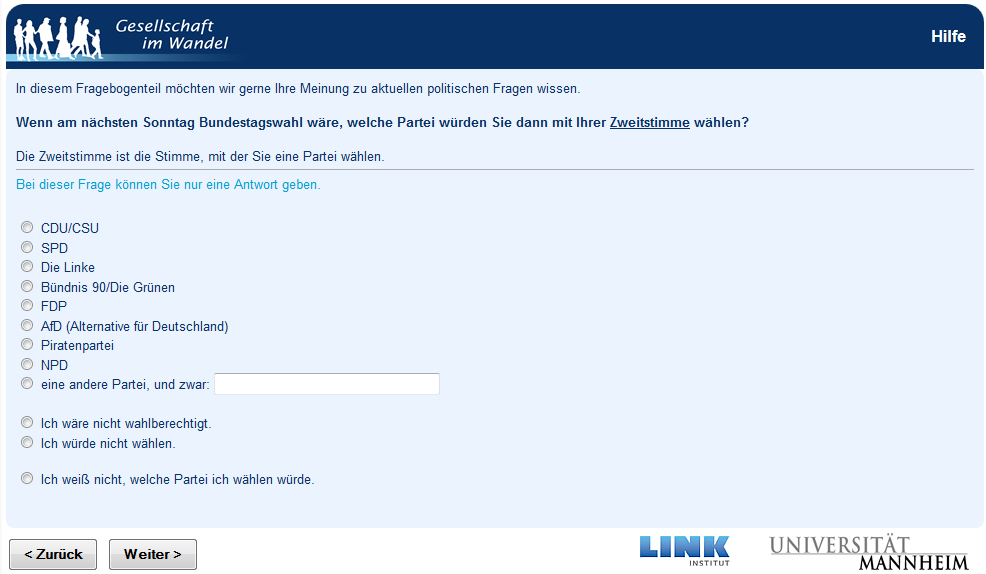 Gesellschaft
im Wandel
Hilfe
In diesem Fragebogenteil möchten wir gerne Ihre Meinung zu aktuellen politischen Fragen wissen.
Wenn am nächsten Sonntag Bundestagswahl wäre, welche Partei würden Sie dann mit Ihrer Zweitstimme wählen?
Die Zweitstimme ist die Stimme, mit der Sie eine Partei wählen.
Bei dieser Frage können Sie nur eine Antwort geben.
CDU/CSU
SPD
Die Linke
Bündnis 90/Die Grünen
FDP
AfD (Alternative für Deutschland)
Piratenpartei
NPD
eine andere Partei, und zwar:
Ich wäre nicht wahlberechtigt.
Ich würde nicht wählen.
Ich weiß nicht, welche Partei ich wählen würde.
< Zurück
Weiter >
LINK
INSTITUT
UNIVERSITÄT
MANNHEIM